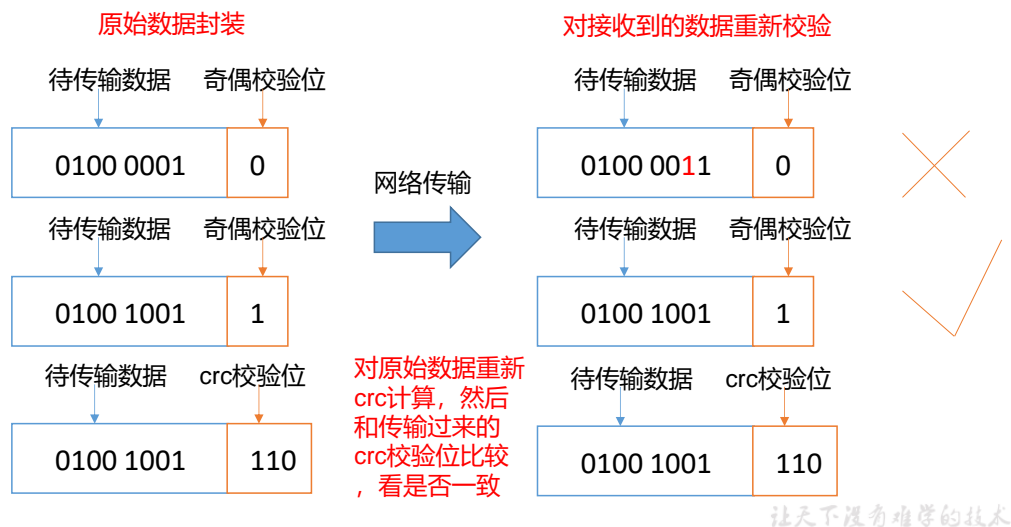 原始数据封装
对接收到的数据重新校验
待传输数据 奇偶校验位
待传输数据 奇偶校验位
0100 0001 0
0100 0011 0
网络传输
待传输数据 奇偶校验位
待传输数据 奇偶校验位
0100 1001 1
0100 1001 1
待传输数据 crc校验位
对原始数据重新
crc计算，然后
和传输过来的
crc校验位比较
，看是否一致
待传输数据 crc校验位
0100 1001 110
0100 1001 110
让天下没有难学的技术